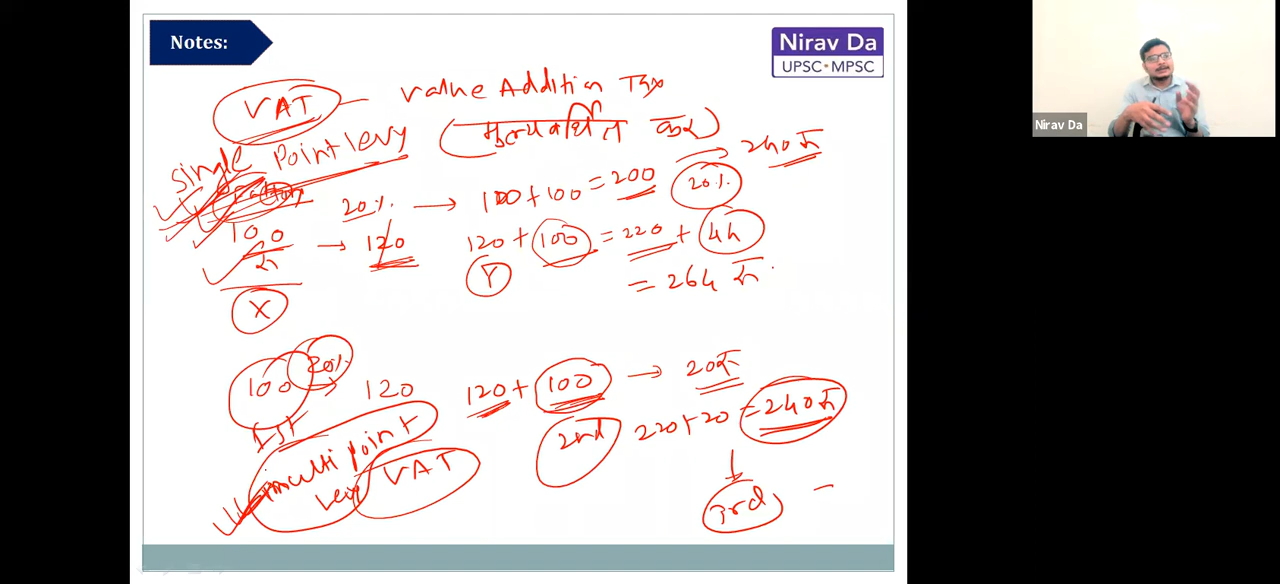 Notes:
Nirav Da
UPSC • MPSC
VAT — Value Addition Tax
(मुल्यवर्धित कर)
Single Point levy
20% → 100+100 = 200 20% → 240 रु
100 रु → 120 120 + 100 = 220 + 44
X Y = 264 रु
100 20% → 120 120 + 100 → 20 रु
Ist 2nd 220+20 = 240 रु
multi point
levy VAT
↓
3rd —
Nirav Da